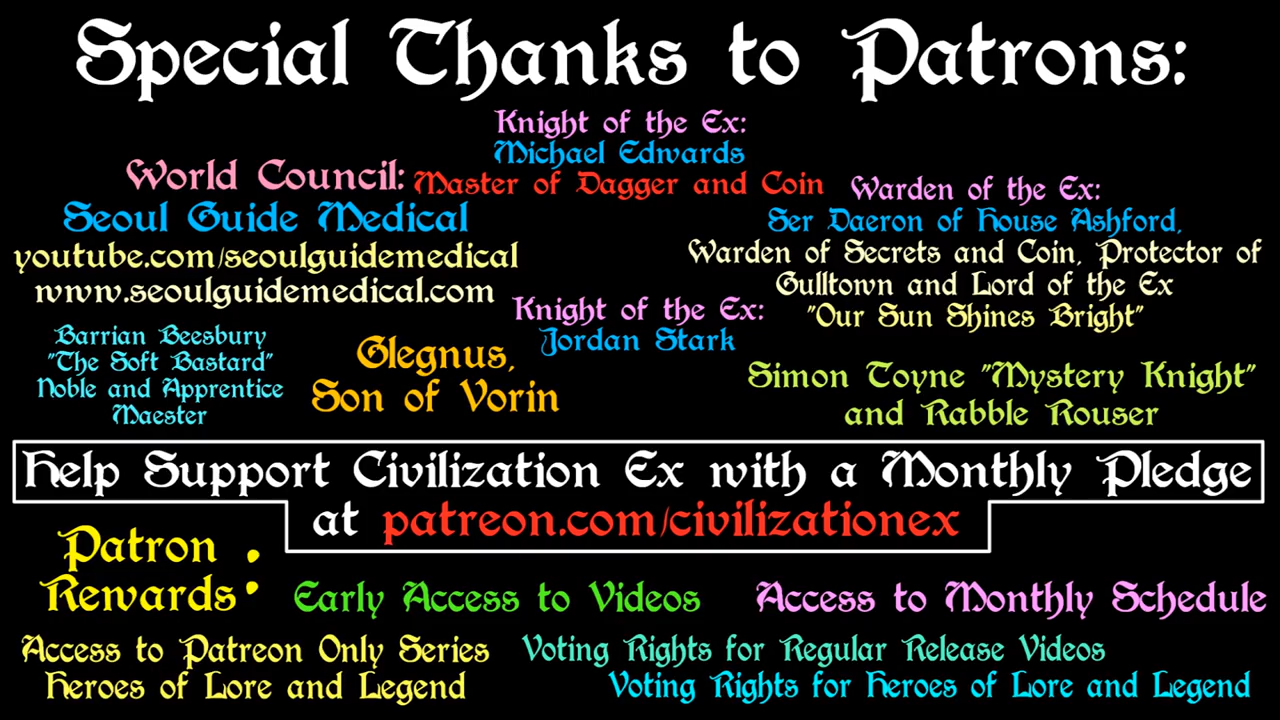 Special Thanks to Patrons:
Knight of the Ex:
Michael Edwards
Master of Dagger and Coin
World Council:
Seoul Guide Medical
youtube.com/seoulguidemedical
www.seoulguidemedical.com
Warden of the Ex:
Ser Daeron of House Ashford,
Warden of Secrets and Coin, Protector of
Gulltown and Lord of the Ex
"Our Sun Shines Bright"
Knight of the Ex:
Jordan Stark
Barrian Beesbury
"The Soft Bastard"
Noble and Apprentice
Maester
Glegnus,
Son of Vorin
Simon Toyne "Mystery Knight"
and Rabble Rouser
Help Support Civilization Ex with a Monthly Pledge
at patreon.com/civilizationex
Patron
Rewards:
Early Access to Videos
Access to Monthly Schedule
Access to Patreon Only Series
Heroes of Lore and Legend
Voting Rights for Regular Release Videos
Voting Rights for Heroes of Lore and Legend